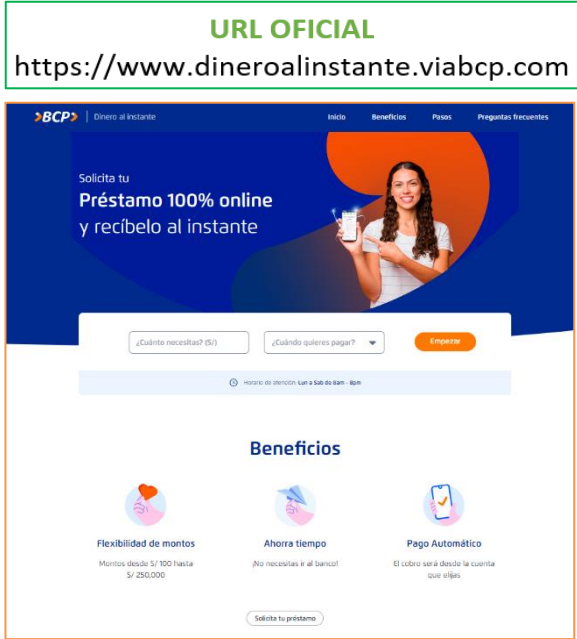 URL OFICIAL
https://www.dineroalinstante.viabcp.com
BCP | Dinero al instante
Inicio Beneficios Pasos Preguntas frecuentes
Solicita tu
Préstamo 100% online
y recíbelo al instante
¿Cuánto necesitas? (S/) ¿Cuándo quieres pagar? Empezar
Horario de atención: Lun a Sab de 8am - 8pm
Beneficios
Flexibilidad de montos Ahorra tiempo Pago Automático
Montos desde S/ 100 hasta ¡No necesitas ir al banco! El cobro será desde la cuenta
S/ 250,000 que elijas
Solicita tu préstamo